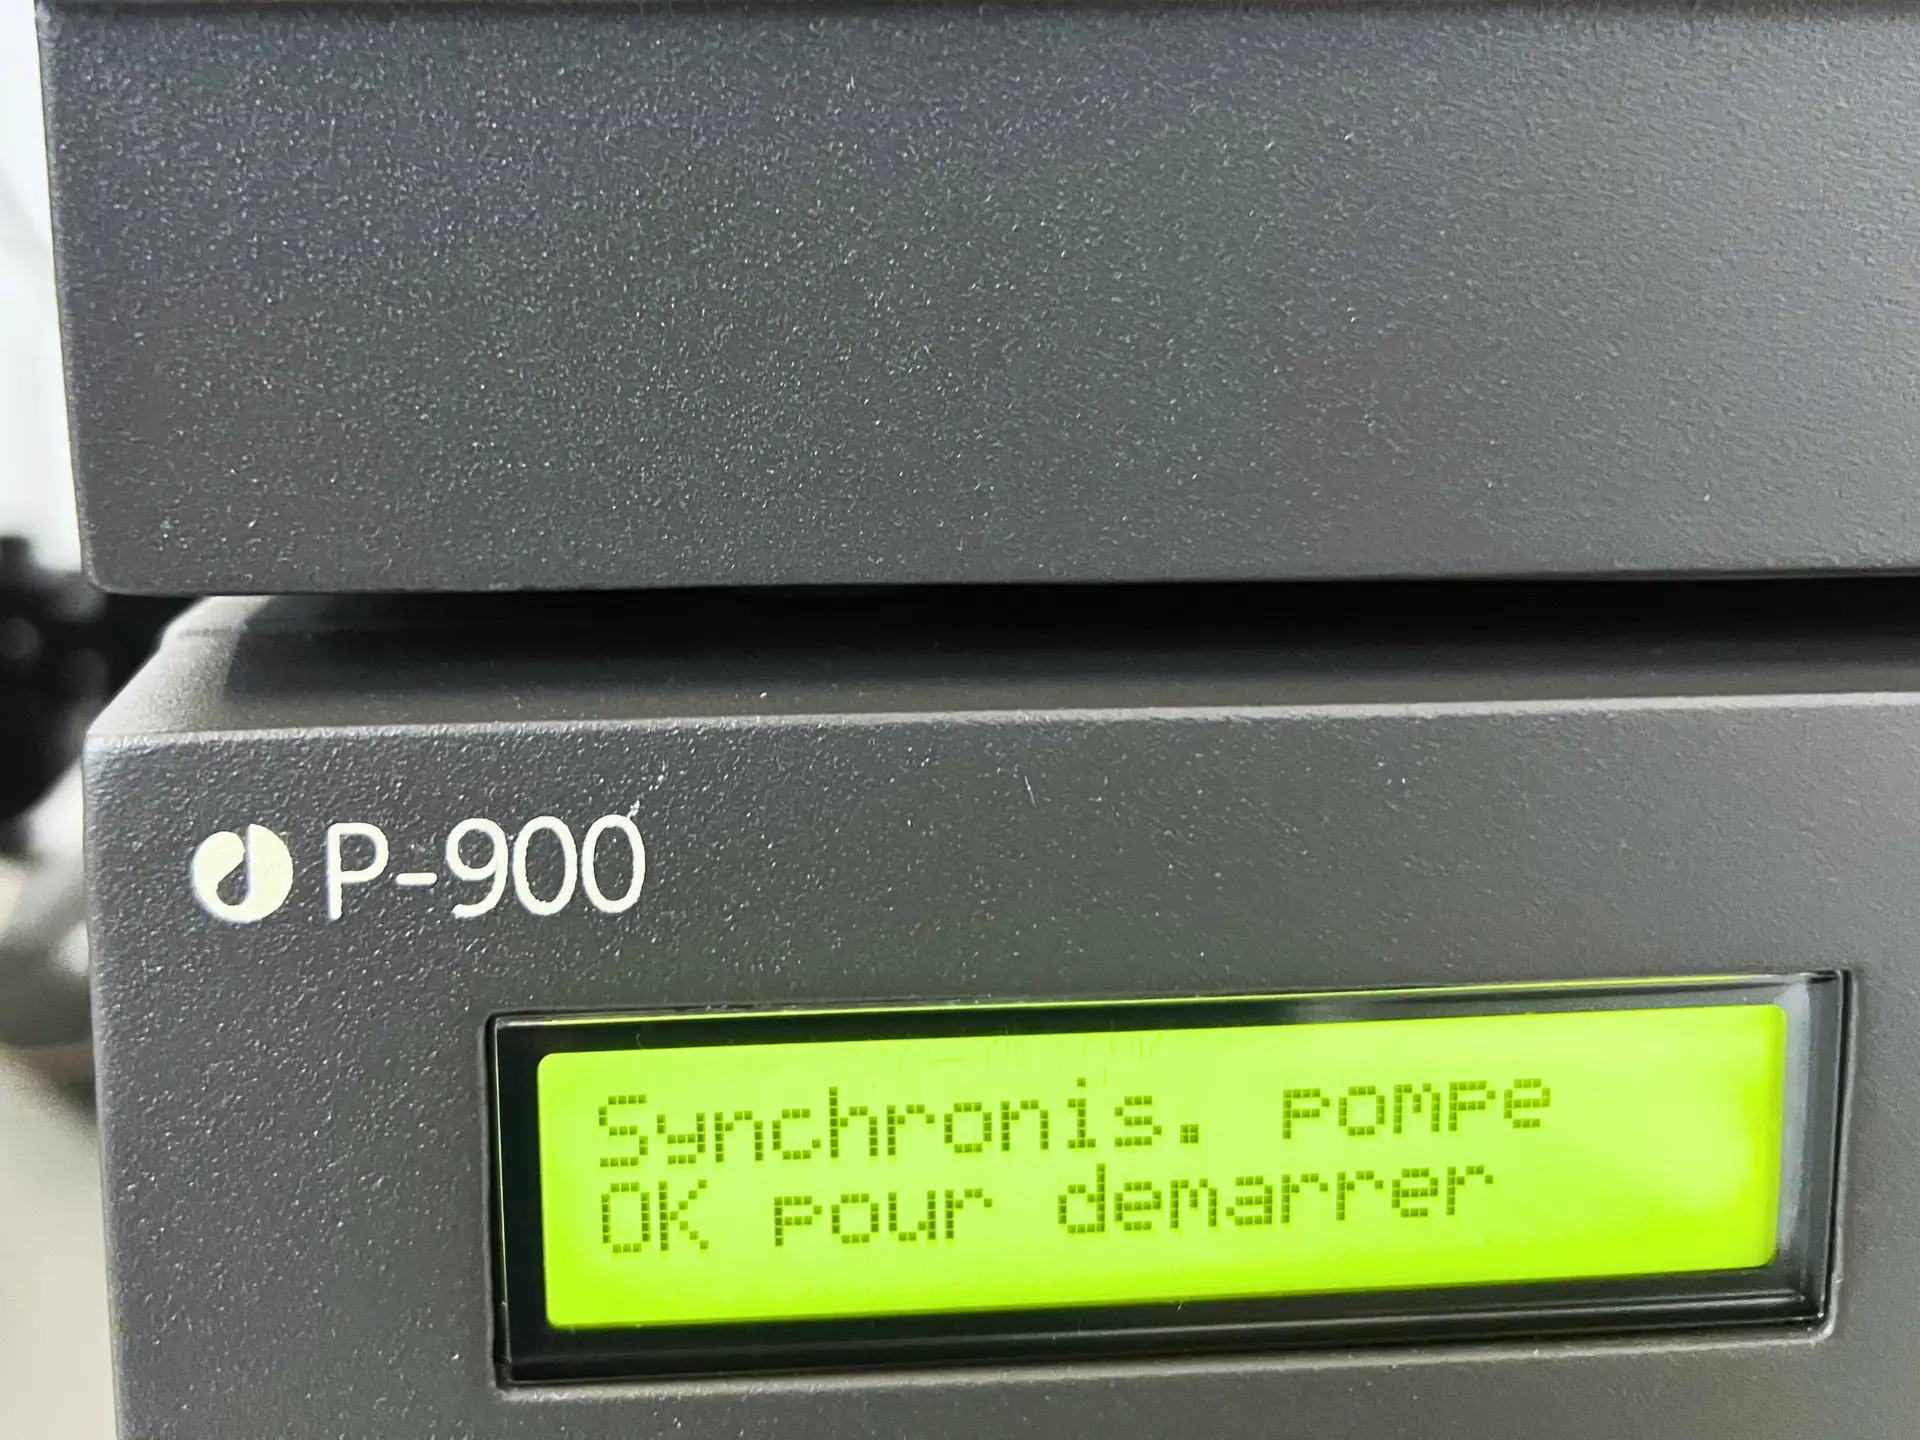 P-900
Synchronis. pompe
OK pour demarrer